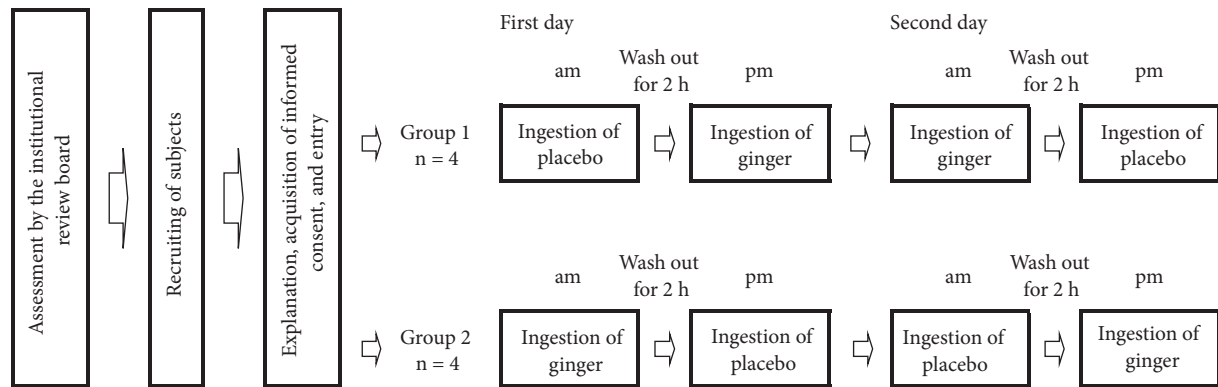 Assessment by the institutional
review board
Recruiting of subjects
Explanation, acquisition of informed
consent, and entry
First day
Second day
am
Wash out
for 2 h
pm
am
Wash out
for 2 h
pm
Group 1
n = 4
Ingestion of
placebo
Ingestion of
ginger
Ingestion of
ginger
Ingestion of
placebo
am
Wash out
for 2 h
pm
am
Wash out
for 2 h
pm
Group 2
n = 4
Ingestion of
ginger
Ingestion of
placebo
Ingestion of
placebo
Ingestion of
ginger